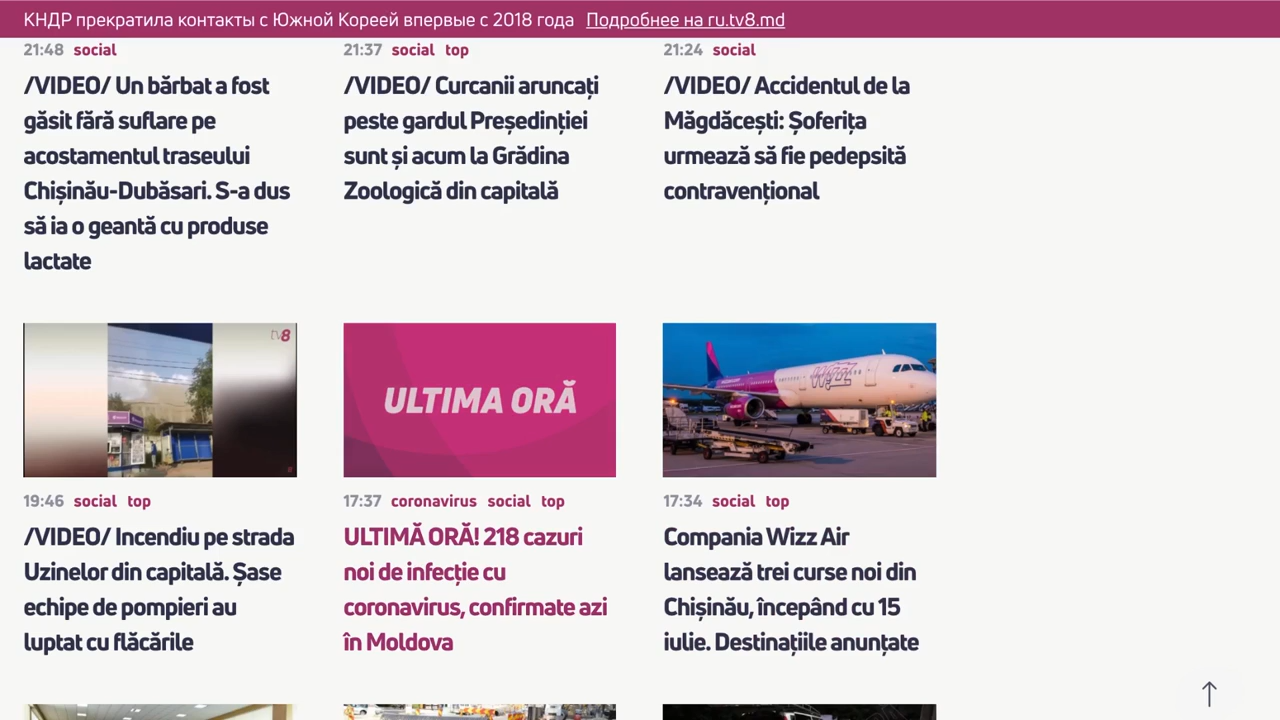 КНДР прекратила контакты с Южной Кореей впервые с 2018 года Подробнее на ru.tv8.md
21:48 social
/VIDEO/ Un bărbat a fost
găsit fără suflare pe
acostamentul traseului
Chișinău-Dubăsari. S-a dus
să ia o geantă cu produse
lactate
21:37 social top
/VIDEO/ Curcanii aruncați
peste gardul Președinției
sunt și acum la Grădina
Zoologică din capitală
21:24 social
/VIDEO/ Accidentul de la
Măgdăcești: Șoferița
urmează să fie pedepsită
contravențional
tv8
19:46 social top
/VIDEO/ Incendiu pe strada
Uzinelor din capitală. Șase
echipe de pompieri au
luptat cu flăcările
ULTIMA ORĂ
17:37 coronavirus social top
ULTIMĂ ORĂ! 218 cazuri
noi de infecție cu
coronavirus, confirmate azi
în Moldova
WIZZ
17:34 social top
Compania Wizz Air
lansează trei curse noi din
Chișinău, începând cu 15
iulie. Destinațiile anunțate